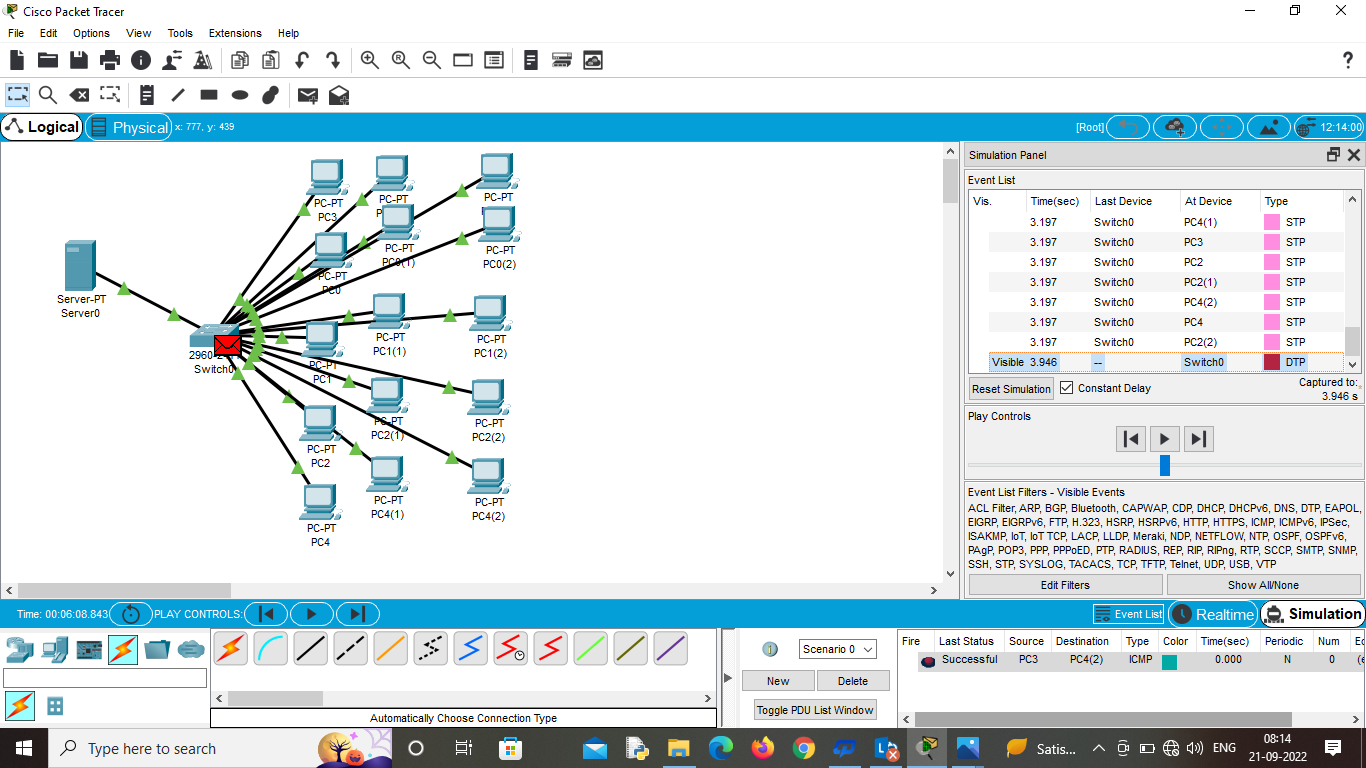 Cisco Packet Tracer
File Edit Options View Tools Extensions Help
Logical
Physical
x: 777, y: 439
[Root]
12:14:00
PC-PT
PC3
PC-PT
PC-PT
PC-PT
PC0(1)
PC-PT
PC0(2)
PC-PT
PC0
Server-PT
Server0
Switch0
PC-PT
PC1(1)
PC-PT
PC1(2)
PC-PT
PC1
PC-PT
PC2(1)
PC-PT
PC2(2)
PC-PT
PC2
PC-PT
PC4(1)
PC-PT
PC4(2)
PC-PT
PC4
Simulation Panel
Event List
Vis. Time(sec) Last Device At Device Type
3.197 Switch0 PC4(1) STP
3.197 Switch0 PC3 STP
3.197 Switch0 PC2 STP
3.197 Switch0 PC2(1) STP
3.197 Switch0 PC4(2) STP
3.197 Switch0 PC4 STP
3.197 Switch0 PC2(2) STP
Visible 3.946 -- Switch0 DTP
Reset Simulation
Constant Delay
Captured to:
3.946 s
Play Controls
Event List Filters - Visible Events
ACL Filter, ARP, BGP, Bluetooth, CAPWAP, CDP, DHCP, DHCPv6, DNS, DTP, EAPOL,
EIGRP, EIGRPv6, FTP, H.323, HSRP, HSRPv6, HTTP, HTTPS, ICMP, ICMPv6, IPSec,
ISAKMP, IoT, IoT TCP, LACP, LLDP, Meraki, NDP, NETFLOW, NTP, OSPF, OSPFv6,
PAgP, POP3, PPP, PPPoED, PTP, RADIUS, REP, RIP, RIPng, RTP, SCCP, SMTP, SNMP,
SSH, STP, SYSLOG, TACACS, TCP, TFTP, Telnet, UDP, USB, VTP
Edit Filters
Show All/None
Time: 00:06:08.843
PLAY CONTROLS:
Event List
Realtime
Simulation
Automatically Choose Connection Type
Scenario 0
New
Delete
Toggle PDU List Window
Fire Last Status Source Destination Type Color Time(sec) Periodic Num
Successful PC3 PC4(2) ICMP 0.000 N 0
Type here to search
Satis...
ENG
08:14
21-09-2022